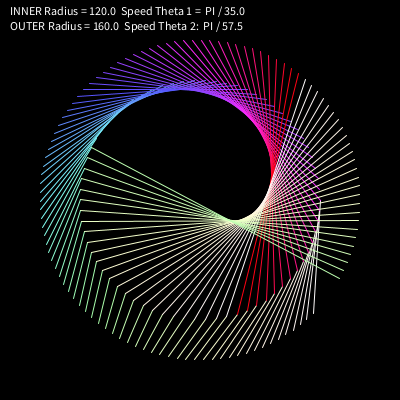 INNER Radius = 120.0  Speed Theta 1 =  PI / 35.0
OUTER Radius = 160.0  Speed Theta 2:  PI / 57.5